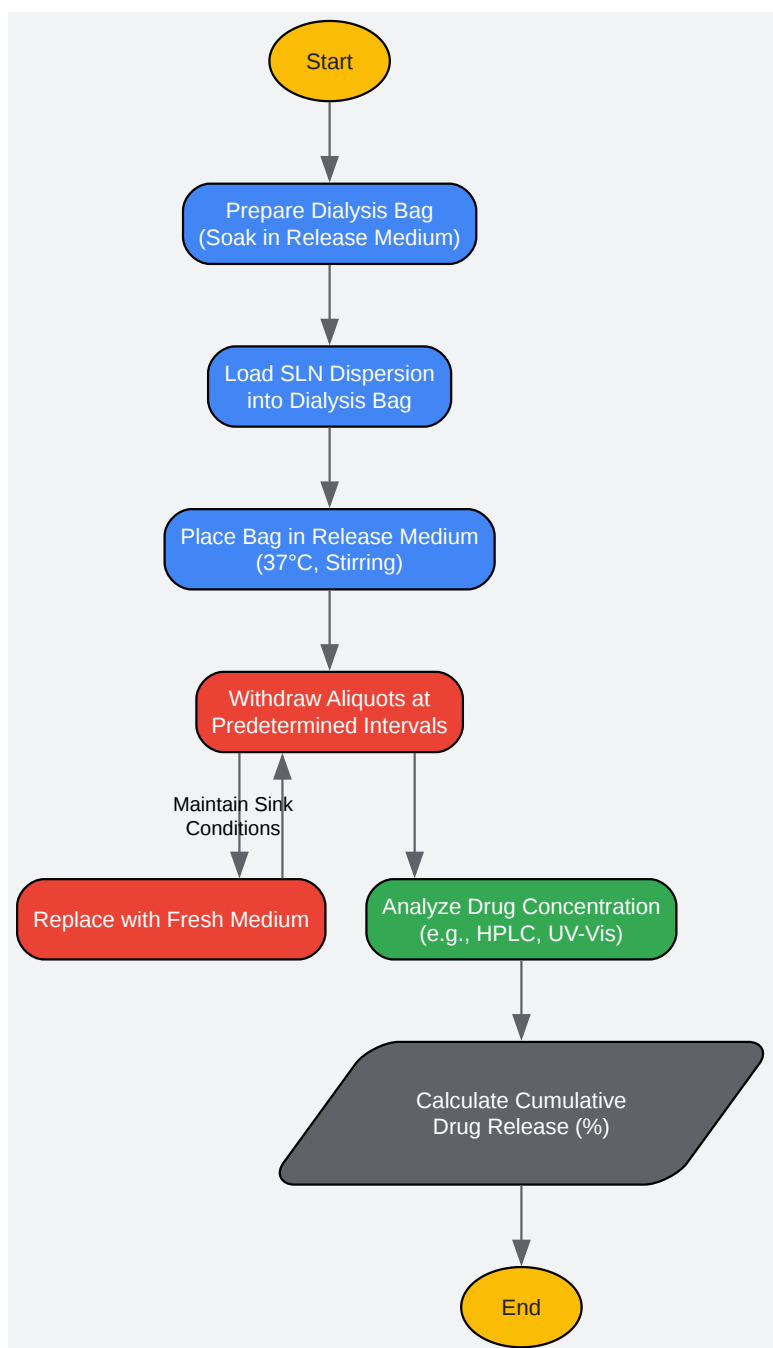 Start
Prepare Dialysis Bag
(Soak in Release Medium)
Load SLN Dispersion
into Dialysis Bag
Place Bag in Release Medium
(37°C, Stirring)
Withdraw Aliquots at
Predetermined Intervals
Maintain Sink
Conditions
Replace with Fresh Medium
Analyze Drug Concentration
(e.g., HPLC, UV-Vis)
Calculate Cumulative
Drug Release (%)
End